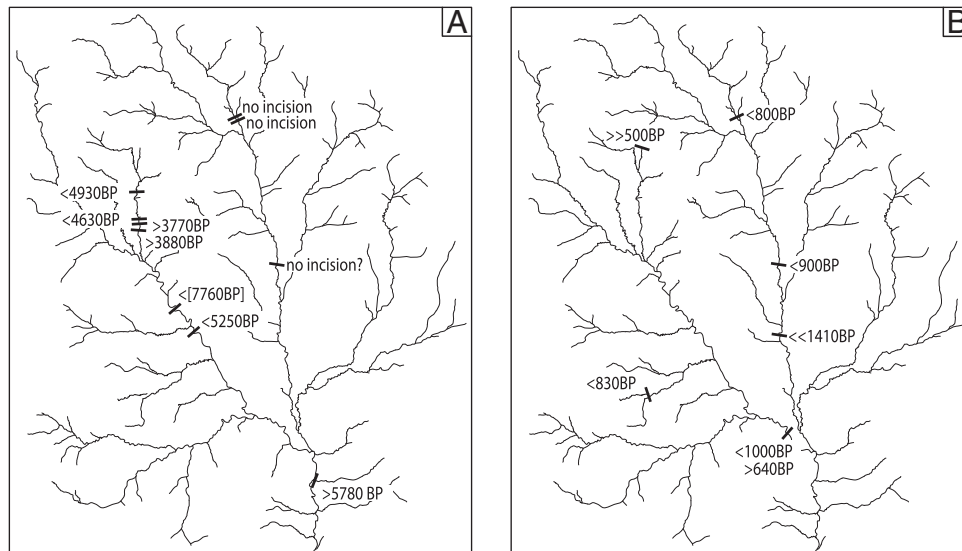 A
no incision
no incision
<4930BP
<4630BP
>3770BP
>3880BP
no incision?
<[7760BP]
<5250BP
>5780 BP
B
<800BP
>>500BP
<900BP
<<1410BP
<830BP
<1000BP
>640BP